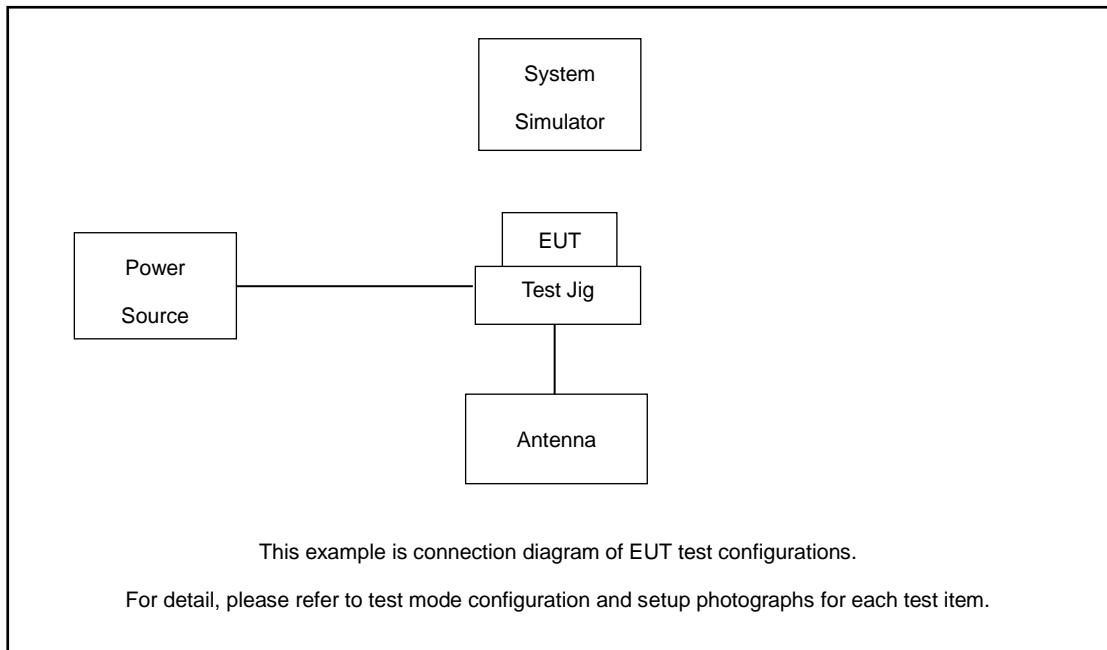 System
Simulator
EUT
Power
Source
Test Jig
Antenna
This example is connection diagram of EUT test configurations.
For detail, please refer to test mode configuration and setup photographs for each test item.